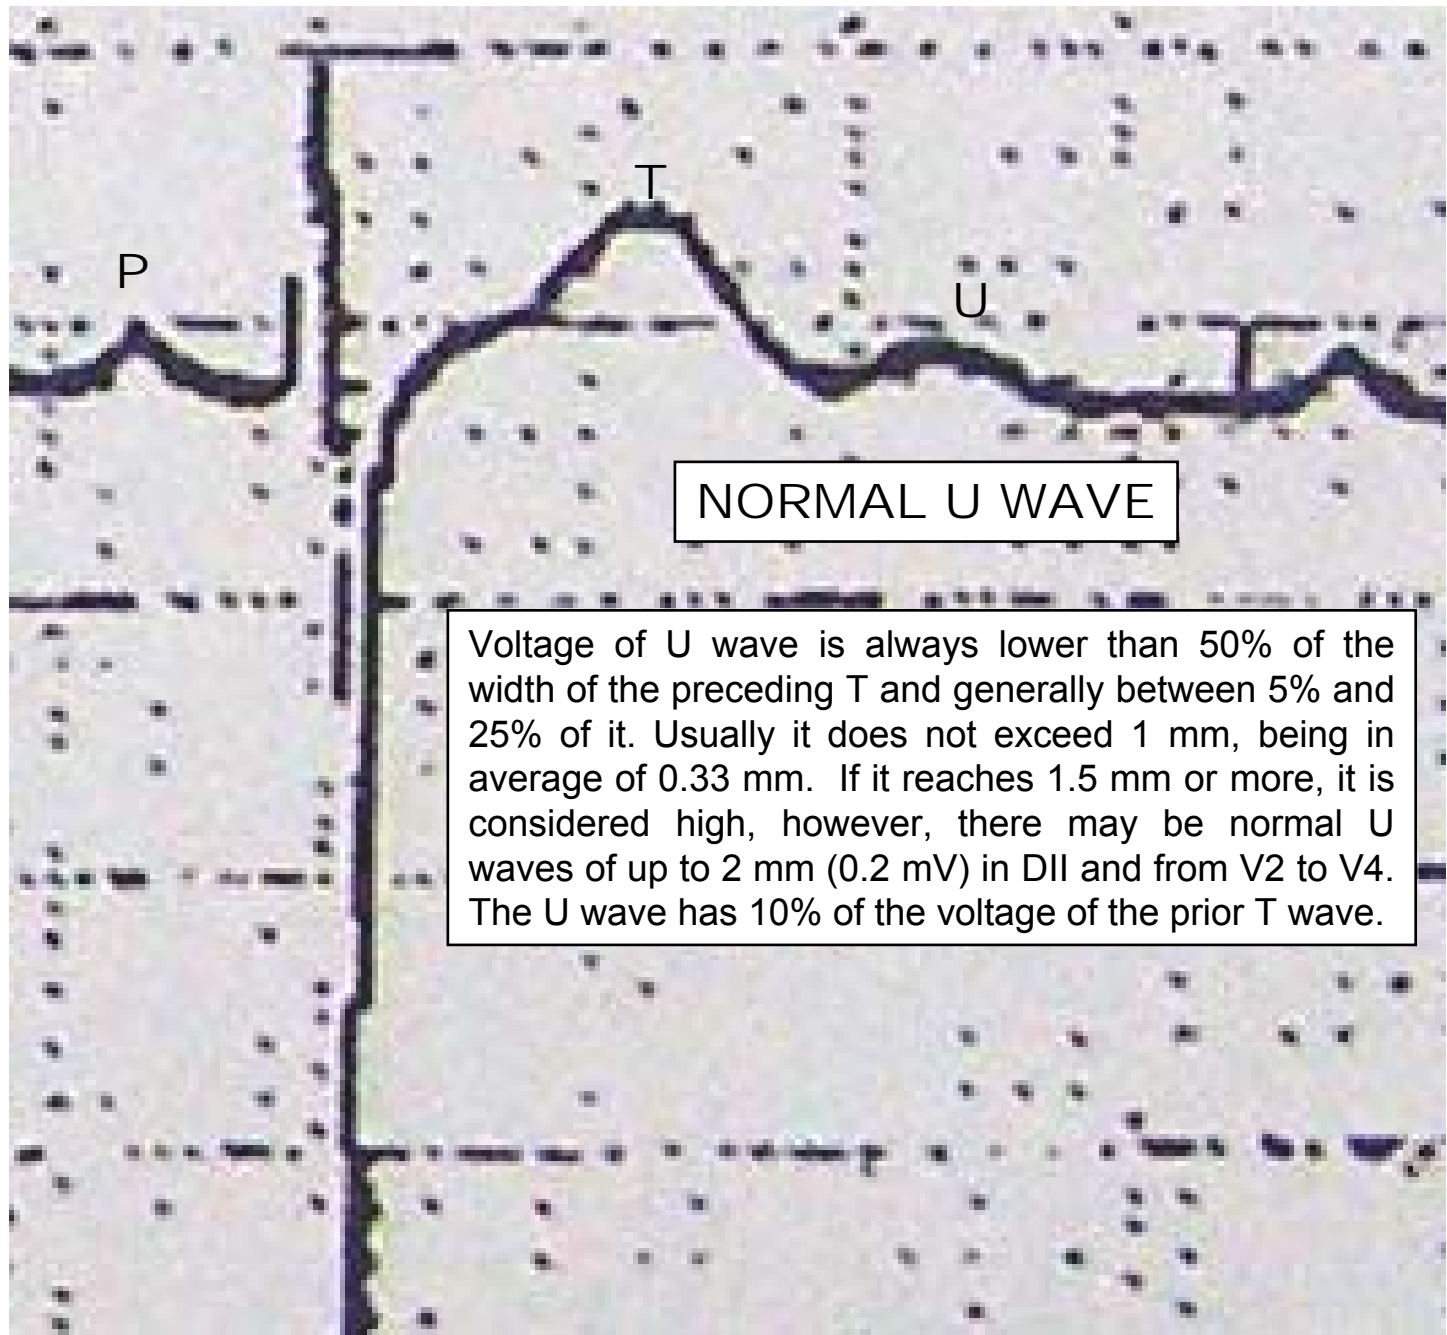 T
P
U
NORMAL U WAVE
Voltage of U wave is always lower than 50% of the
width of the preceding T and generally between 5% and
25% of it. Usually it does not exceed 1 mm, being in
average of 0.33 mm. If it reaches 1.5 mm or more, it is
considered high, however, there may be normal U
waves of up to 2 mm (0.2 mV) in DII and from V2 to V4.
The U wave has 10% of the voltage of the prior T wave.